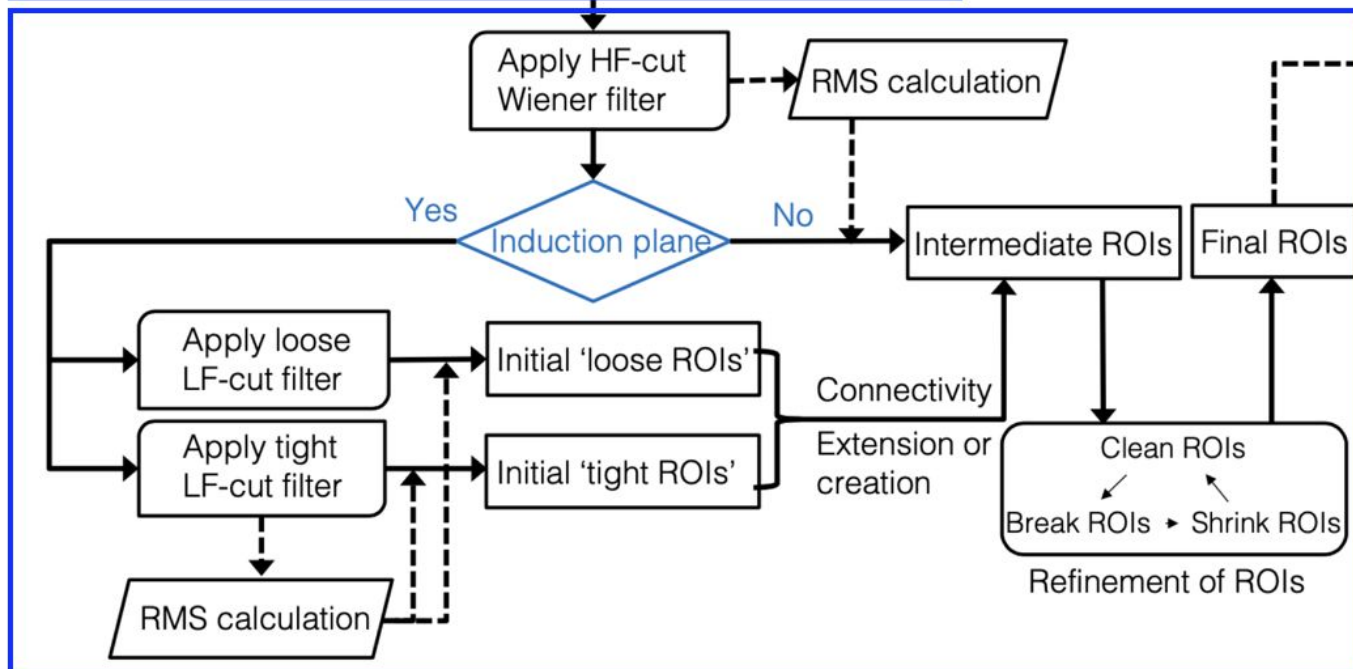 Apply HF-cut
Wiener filter
RMS calculation
Yes
Induction plane
No
Intermediate ROIs
Final ROIs
Apply loose
LF-cut filter
Initial ‘loose ROIs’
Connectivity
Extension or
creation
Apply tight
LF-cut filter
Initial ‘tight ROIs’
Clean ROIs
Break ROIs
Shrink ROIs
Refinement of ROIs
RMS calculation